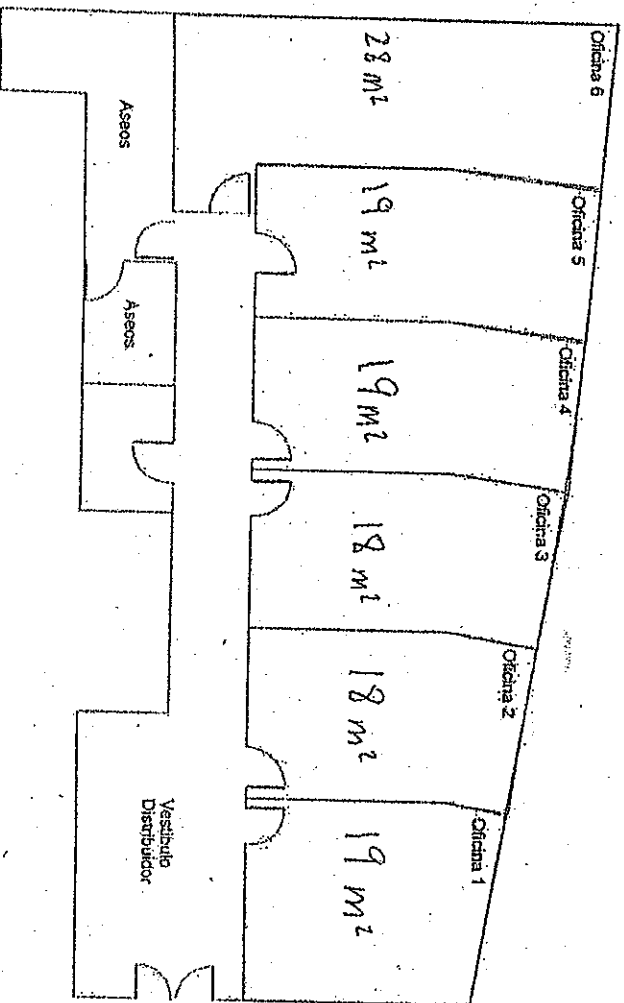 Oficina 6
28 m²
Oficina 5
19 m²
Oficina 4
19 m²
Oficina 3
18 m²
Oficina 2
18 m²
Oficina 1
19 m²
Aseos
Aseos
Vestíbulo
Distribuidor